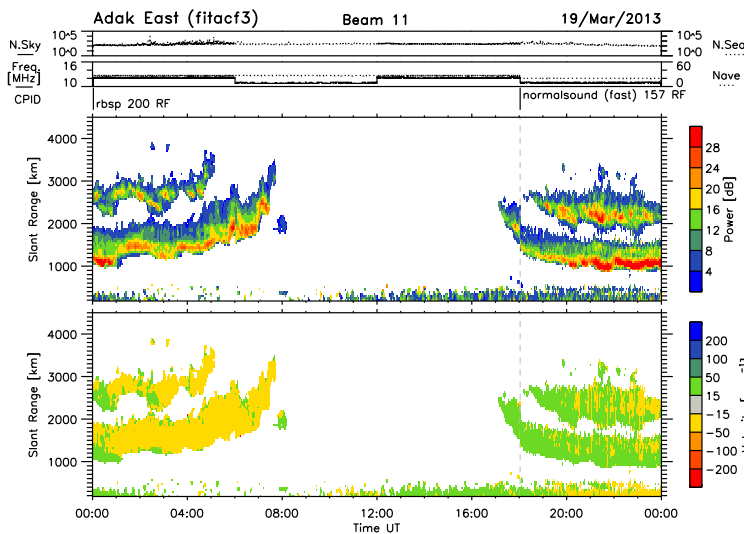 Adak East (fitacf3) Beam 11 19/Mar/2013
N.Sky 10^5 10^0 10^5 10^0 N.Sea
Freq. [MHz] 16 10 60 0 Nave
CPID rbsp 200 RF normalsound (fast) 157 RF
Slant Range [km] 4000 3000 2000 1000
Power [dB] 28 24 20 16 12 8 4
Slant Range [km] 4000 3000 2000 1000
200 100 50 15 -15 -50 -100 -200
00:00 04:00 08:00 12:00 16:00 20:00 00:00
Time UT